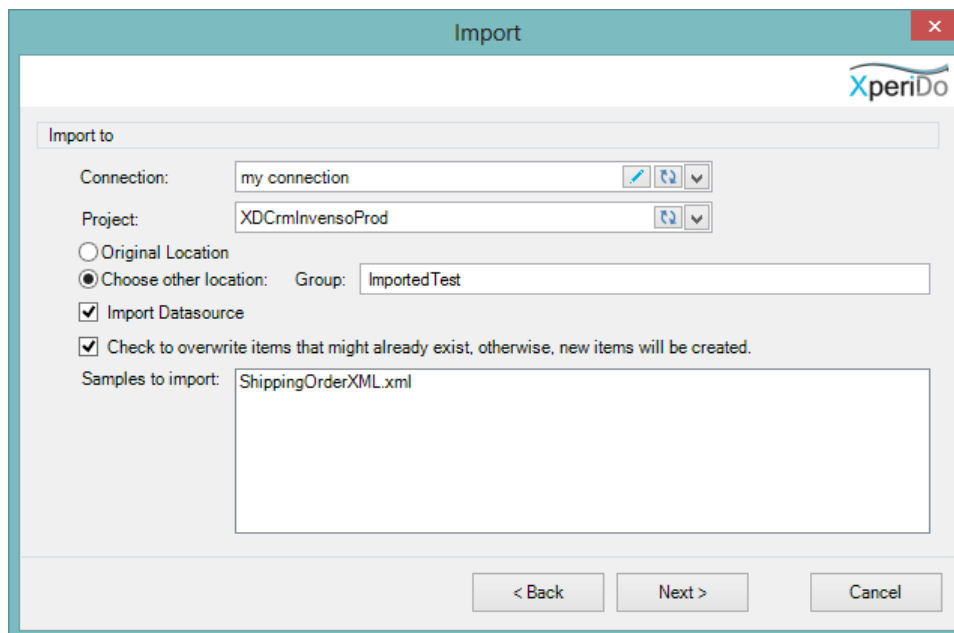 Import
XperiDo
Import to
Connection: my connection
Project: XDCrmInvensoProd
Original Location
Choose other location: Group: ImportedTest
Import Datasource
Check to overwrite items that might already exist, otherwise, new items will be created.
Samples to import: ShippingOrderXML.xml
< Back Next > Cancel